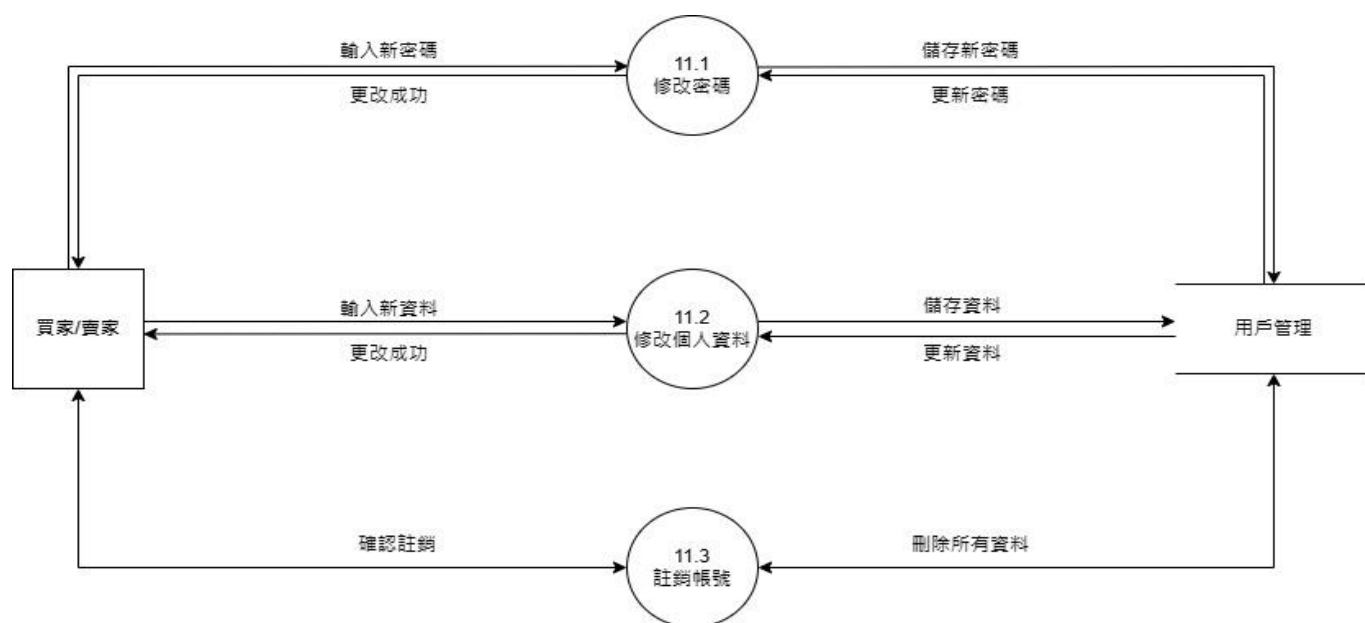 輸入新密碼
儲存新密碼
11.1
修改密碼
更改成功
更新密碼
輸入新資料
儲存資料
11.2
修改個人資料
買家/賣家
用戶管理
更改成功
更新資料
確認註銷
刪除所有資料
11.3
註銷帳號